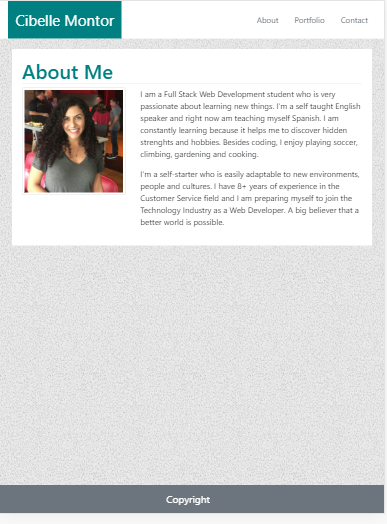 Cibelle Montor
About Portfolio Contact
About Me
I am a Full Stack Web Development student who is very
passionate about learning new things. I'm a self taught English
speaker and right now am teaching myself Spanish. I am
constantly learning because it helps me to discover hidden
strenghts and hobbies. Besides coding, I enjoy playing soccer,
climbing, gardening and cooking.
I'm a self-starter who is easily adaptable to new environments,
people and cultures. I have 8+ years of experience in the
Customer Service field and I am preparing myself to join the
Technology Industry as a Web Developer. A big believer that a
better world is possible.
Copyright